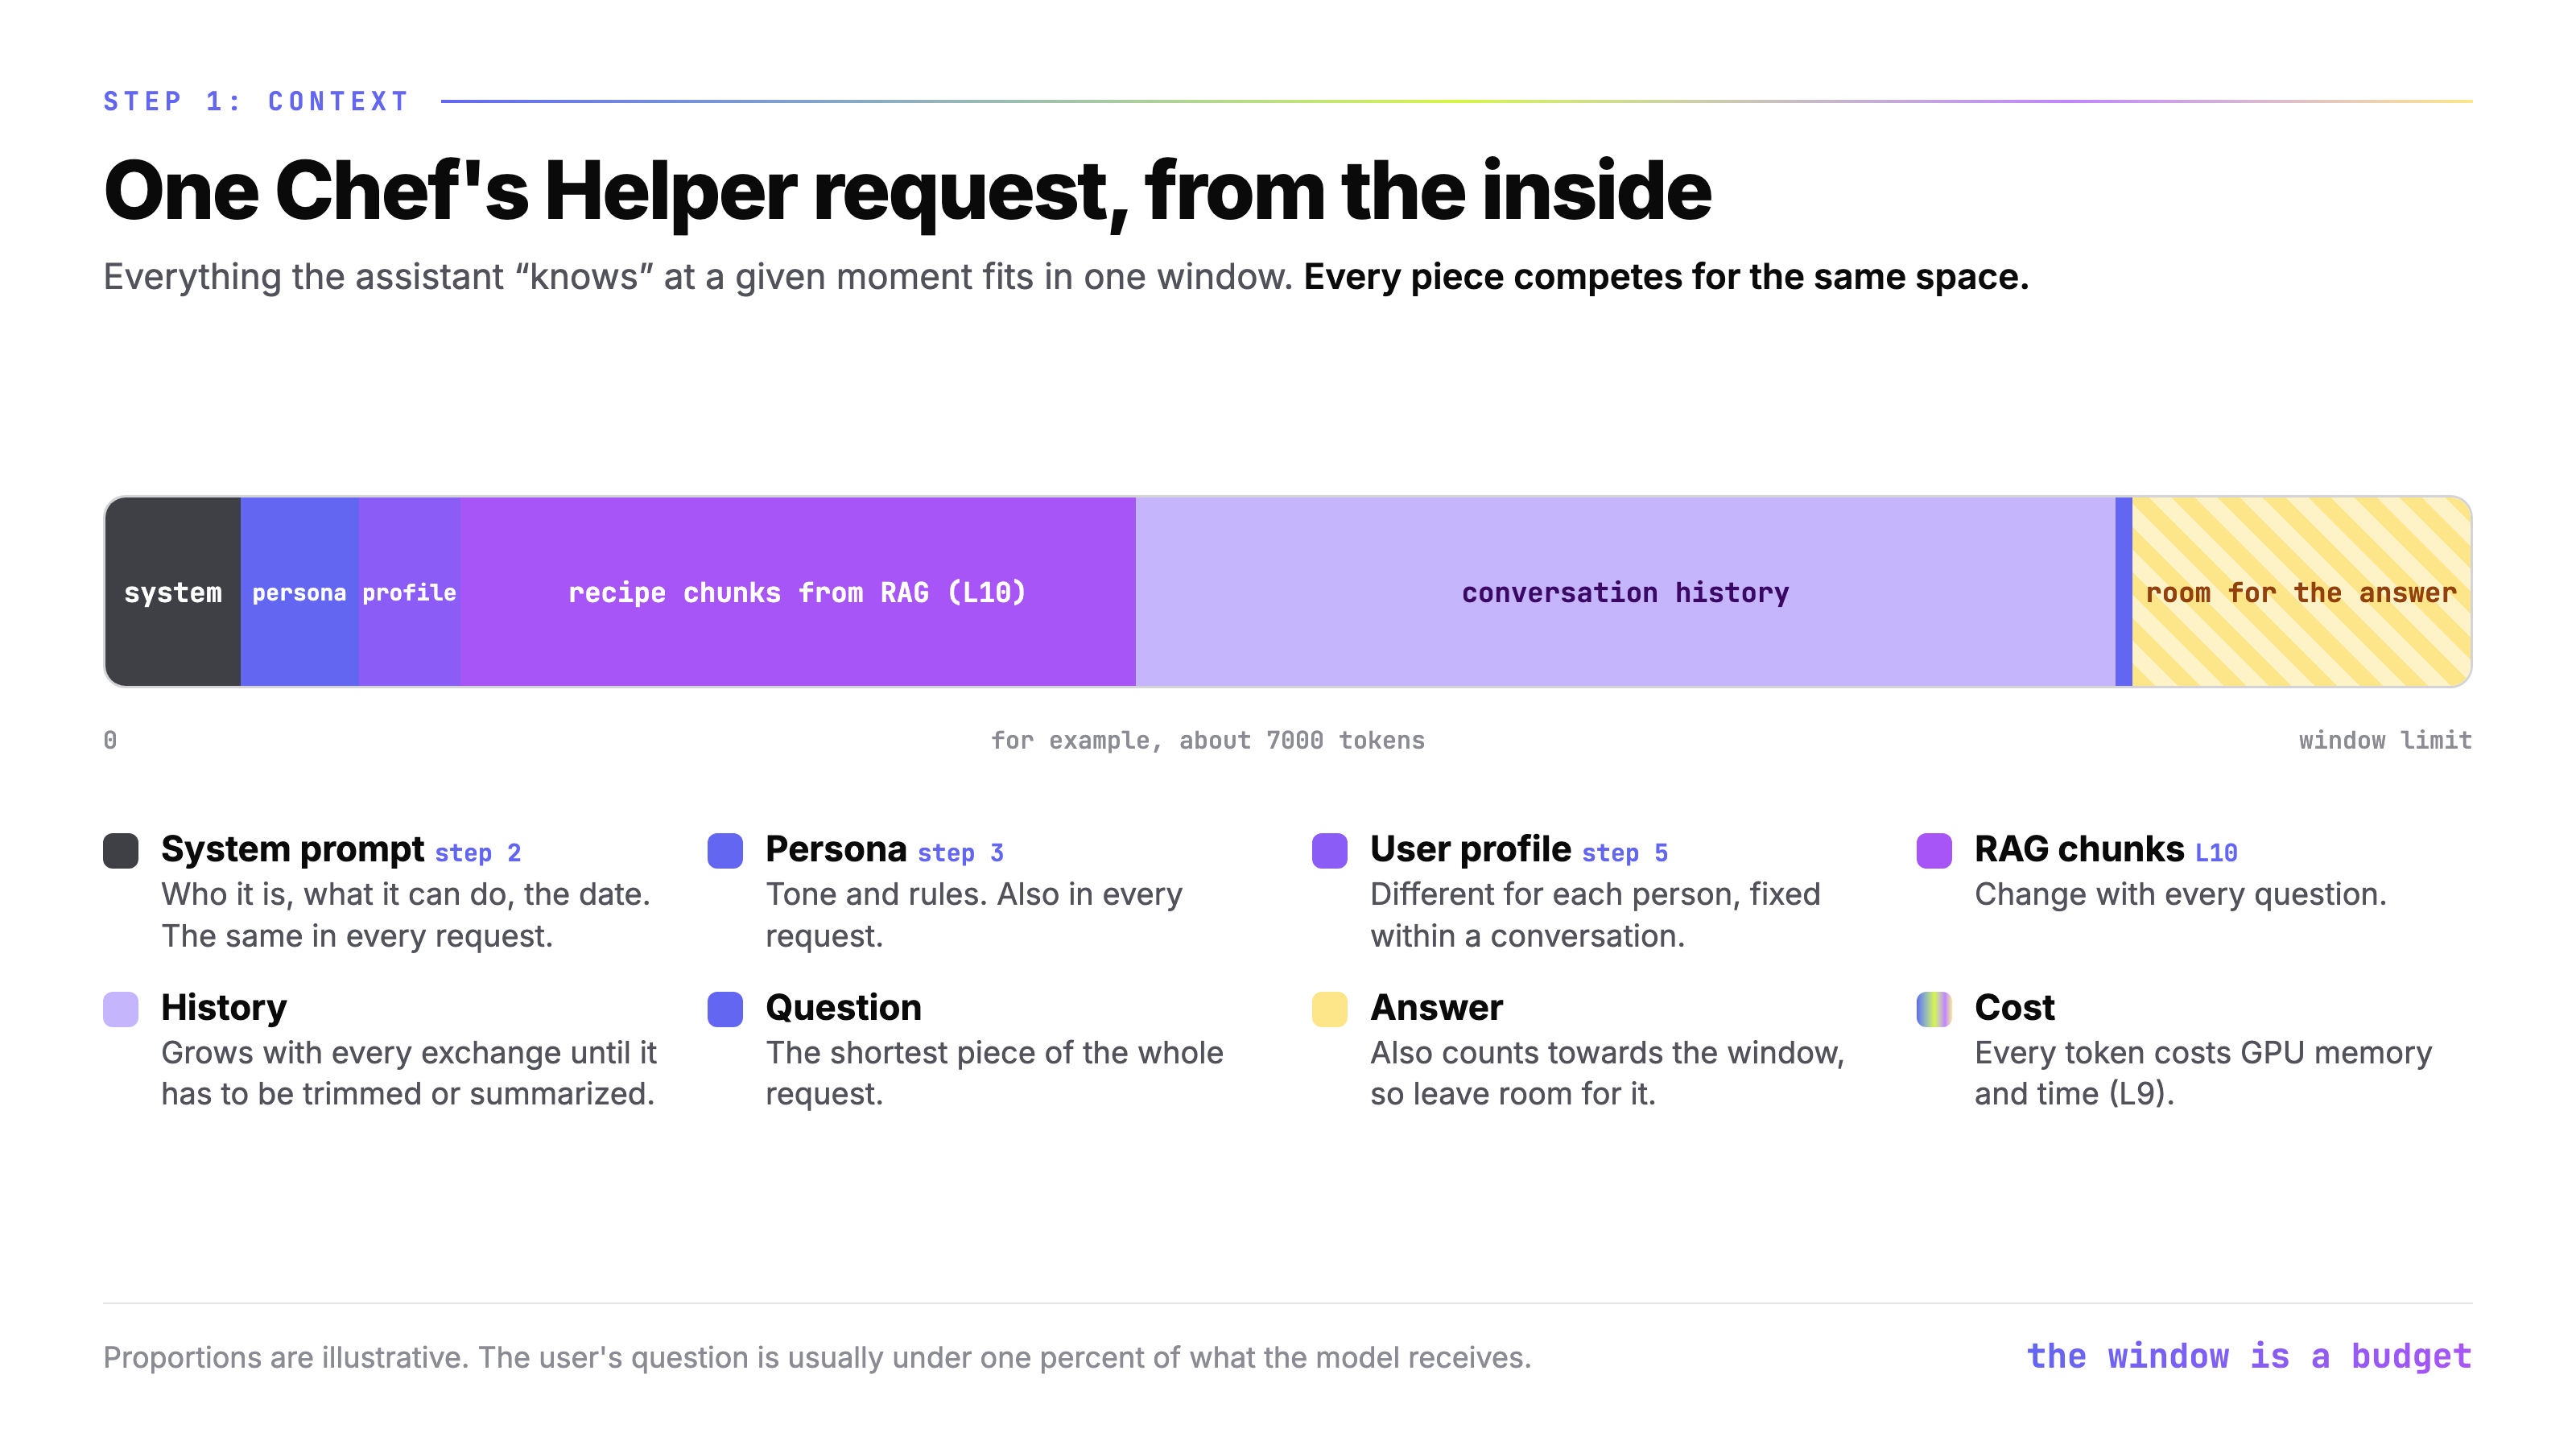 STEP 1: CONTEXT
One Chef's Helper request, from the inside
Everything the assistant “knows” at a given moment fits in one window. Every piece competes for the same space.
system
persona
profile
recipe chunks from RAG (L10)
conversation history
room for the answer
0
for example, about 7000 tokens
window limit
System prompt step 2
Who it is, what it can do, the date.
The same in every request.
Persona step 3
Tone and rules. Also in every
request.
User profile step 5
Different for each person, fixed
within a conversation.
RAG chunks L10
Change with every question.
History
Grows with every exchange until it
has to be trimmed or summarized.
Question
The shortest piece of the whole
request.
Answer
Also counts towards the window,
so leave room for it.
Cost
Every token costs GPU memory
and time (L9).
Proportions are illustrative. The user's question is usually under one percent of what the model receives.
the window is a budget